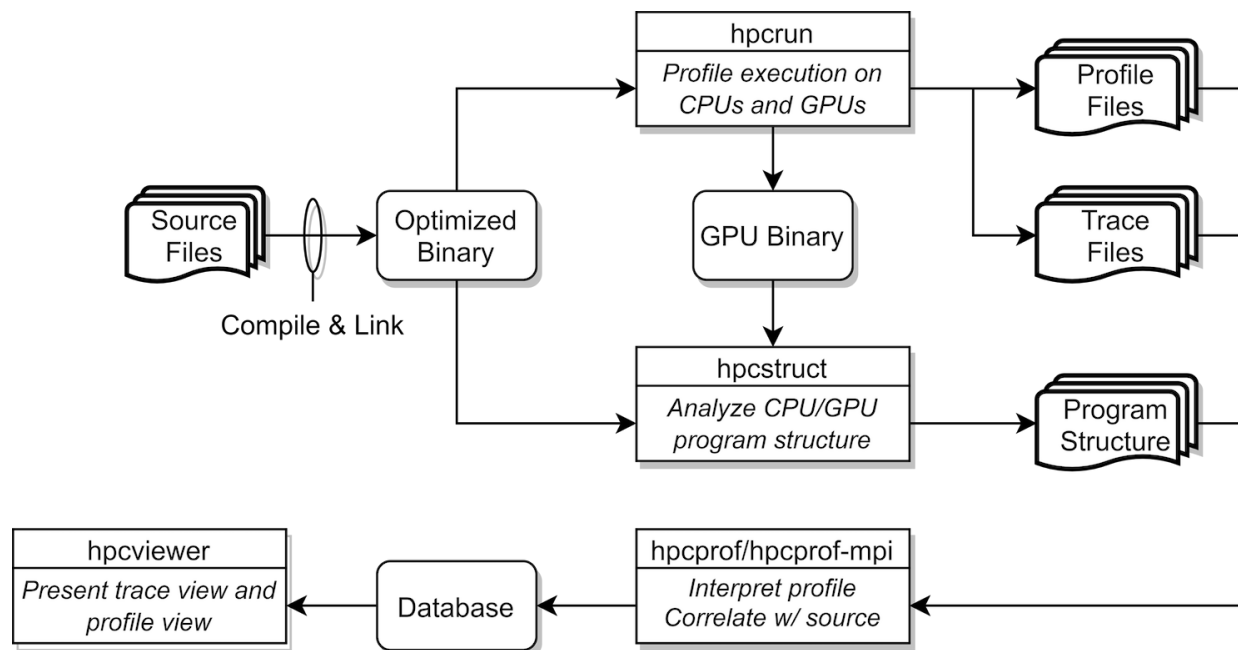 hpcrun
Profile execution on
CPUs and GPUs
Profile
Files
Source
Files
Optimized
Binary
GPU Binary
Trace
Files
Compile & Link
hpcstruct
Analyze CPU/GPU
program structure
Program
Structure
hpcviewer
Present trace view and
profile view
Database
hpcprof/hpcprof-mpi
Interpret profile
Correlate w/ source